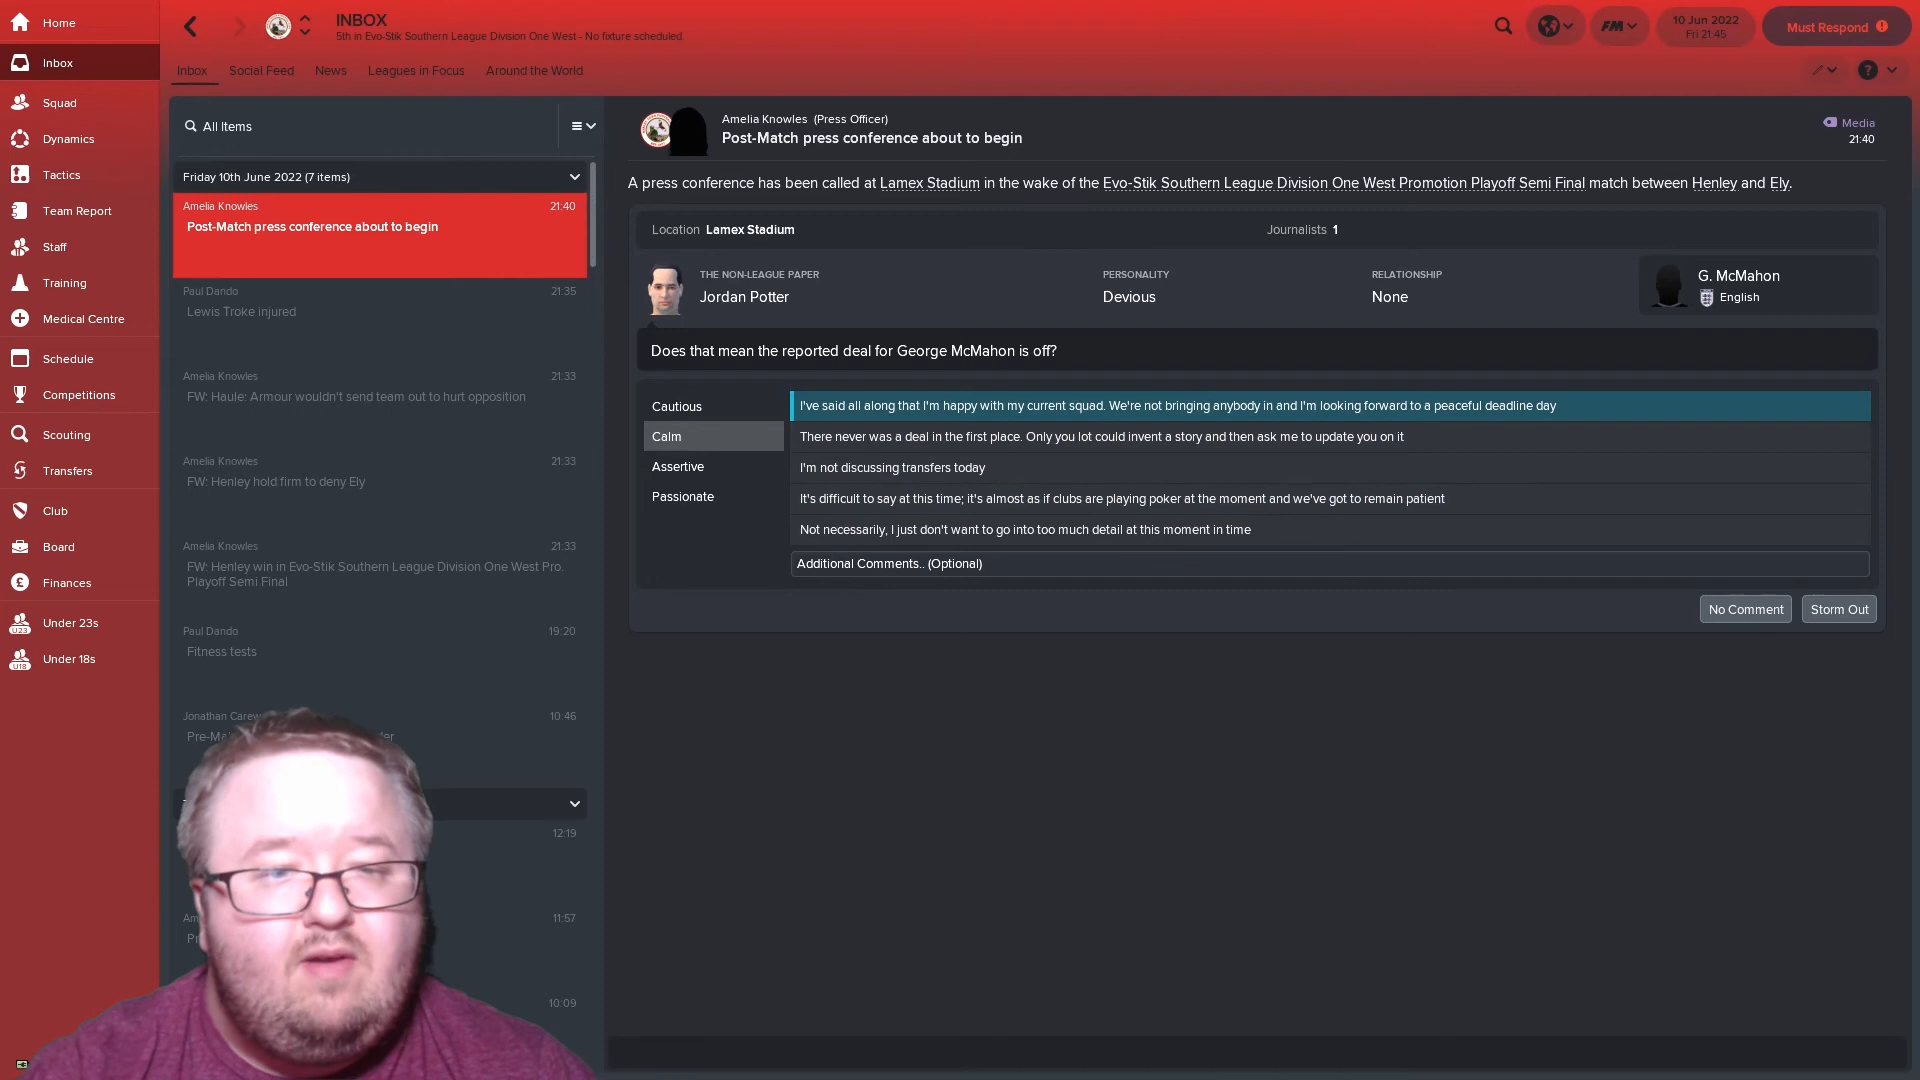 Home
Inbox
Squad
Dynamics
Tactics
Team Report
Staff
Training
Medical Centre
Schedule
Competitions
Scouting
Transfers
Club
Board
Finances
Under 23s
Under 18s
INBOX
5th in Evo-Stik Southern League Division One West - No fixture scheduled
FM
10 Jun 2022
Fri 21:45
Must Respond
Inbox Social Feed News Leagues in Focus Around the World
All Items
Friday 10th June 2022 (7 items)
Amelia Knowles 21:40
Post-Match press conference about to begin
Paul Dando 21:35
Lewis Troke injured
Amelia Knowles 21:33
FW: Haule: Armour wouldn't send team out to hurt opposition
Amelia Knowles 21:33
FW: Henley hold firm to deny Ely
Amelia Knowles 21:33
FW: Henley win in Evo-Stik Southern League Division One West Pro.
Playoff Semi Final
Paul Dando 19:20
Fitness tests
Jonathan Carew 10:46
12:19
11:57
10:09
Amelia Knowles (Press Officer)
Post-Match press conference about to begin
Media
21:40
A press conference has been called at Lamex Stadium in the wake of the Evo-Stik Southern League Division One West Promotion Playoff Semi Final match between Henley and Ely.
Location Lamex Stadium
Journalists 1
THE NON-LEAGUE PAPER PERSONALITY RELATIONSHIP
Jordan Potter Devious None
G. McMahon
English
Does that mean the reported deal for George McMahon is off?
Cautious
Calm
Assertive
Passionate
I've said all along that I'm happy with my current squad. We're not bringing anybody in and I'm looking forward to a peaceful deadline day
There never was a deal in the first place. Only you lot could invent a story and then ask me to update you on it
I'm not discussing transfers today
It's difficult to say at this time; it's almost as if clubs are playing poker at the moment and we've got to remain patient
Not necessarily, I just don't want to go into too much detail at this moment in time
Additional Comments.. (Optional)
No Comment Storm Out